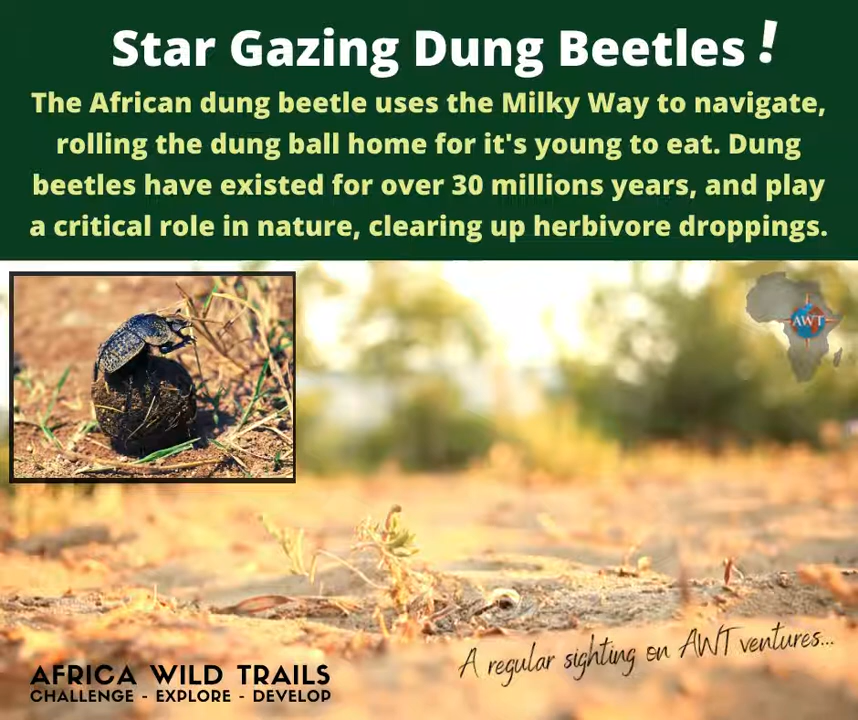 Star Gazing Dung Beetles!
The African dung beetle uses the Milky Way to navigate,
rolling the dung ball home for it's young to eat. Dung
beetles have existed for over 30 millions years, and play
a critical role in nature, clearing up herbivore droppings.
AWT
A regular sighting on AWT ventures...
AFRICA WILD TRAILS
CHALLENGE - EXPLORE - DEVELOP